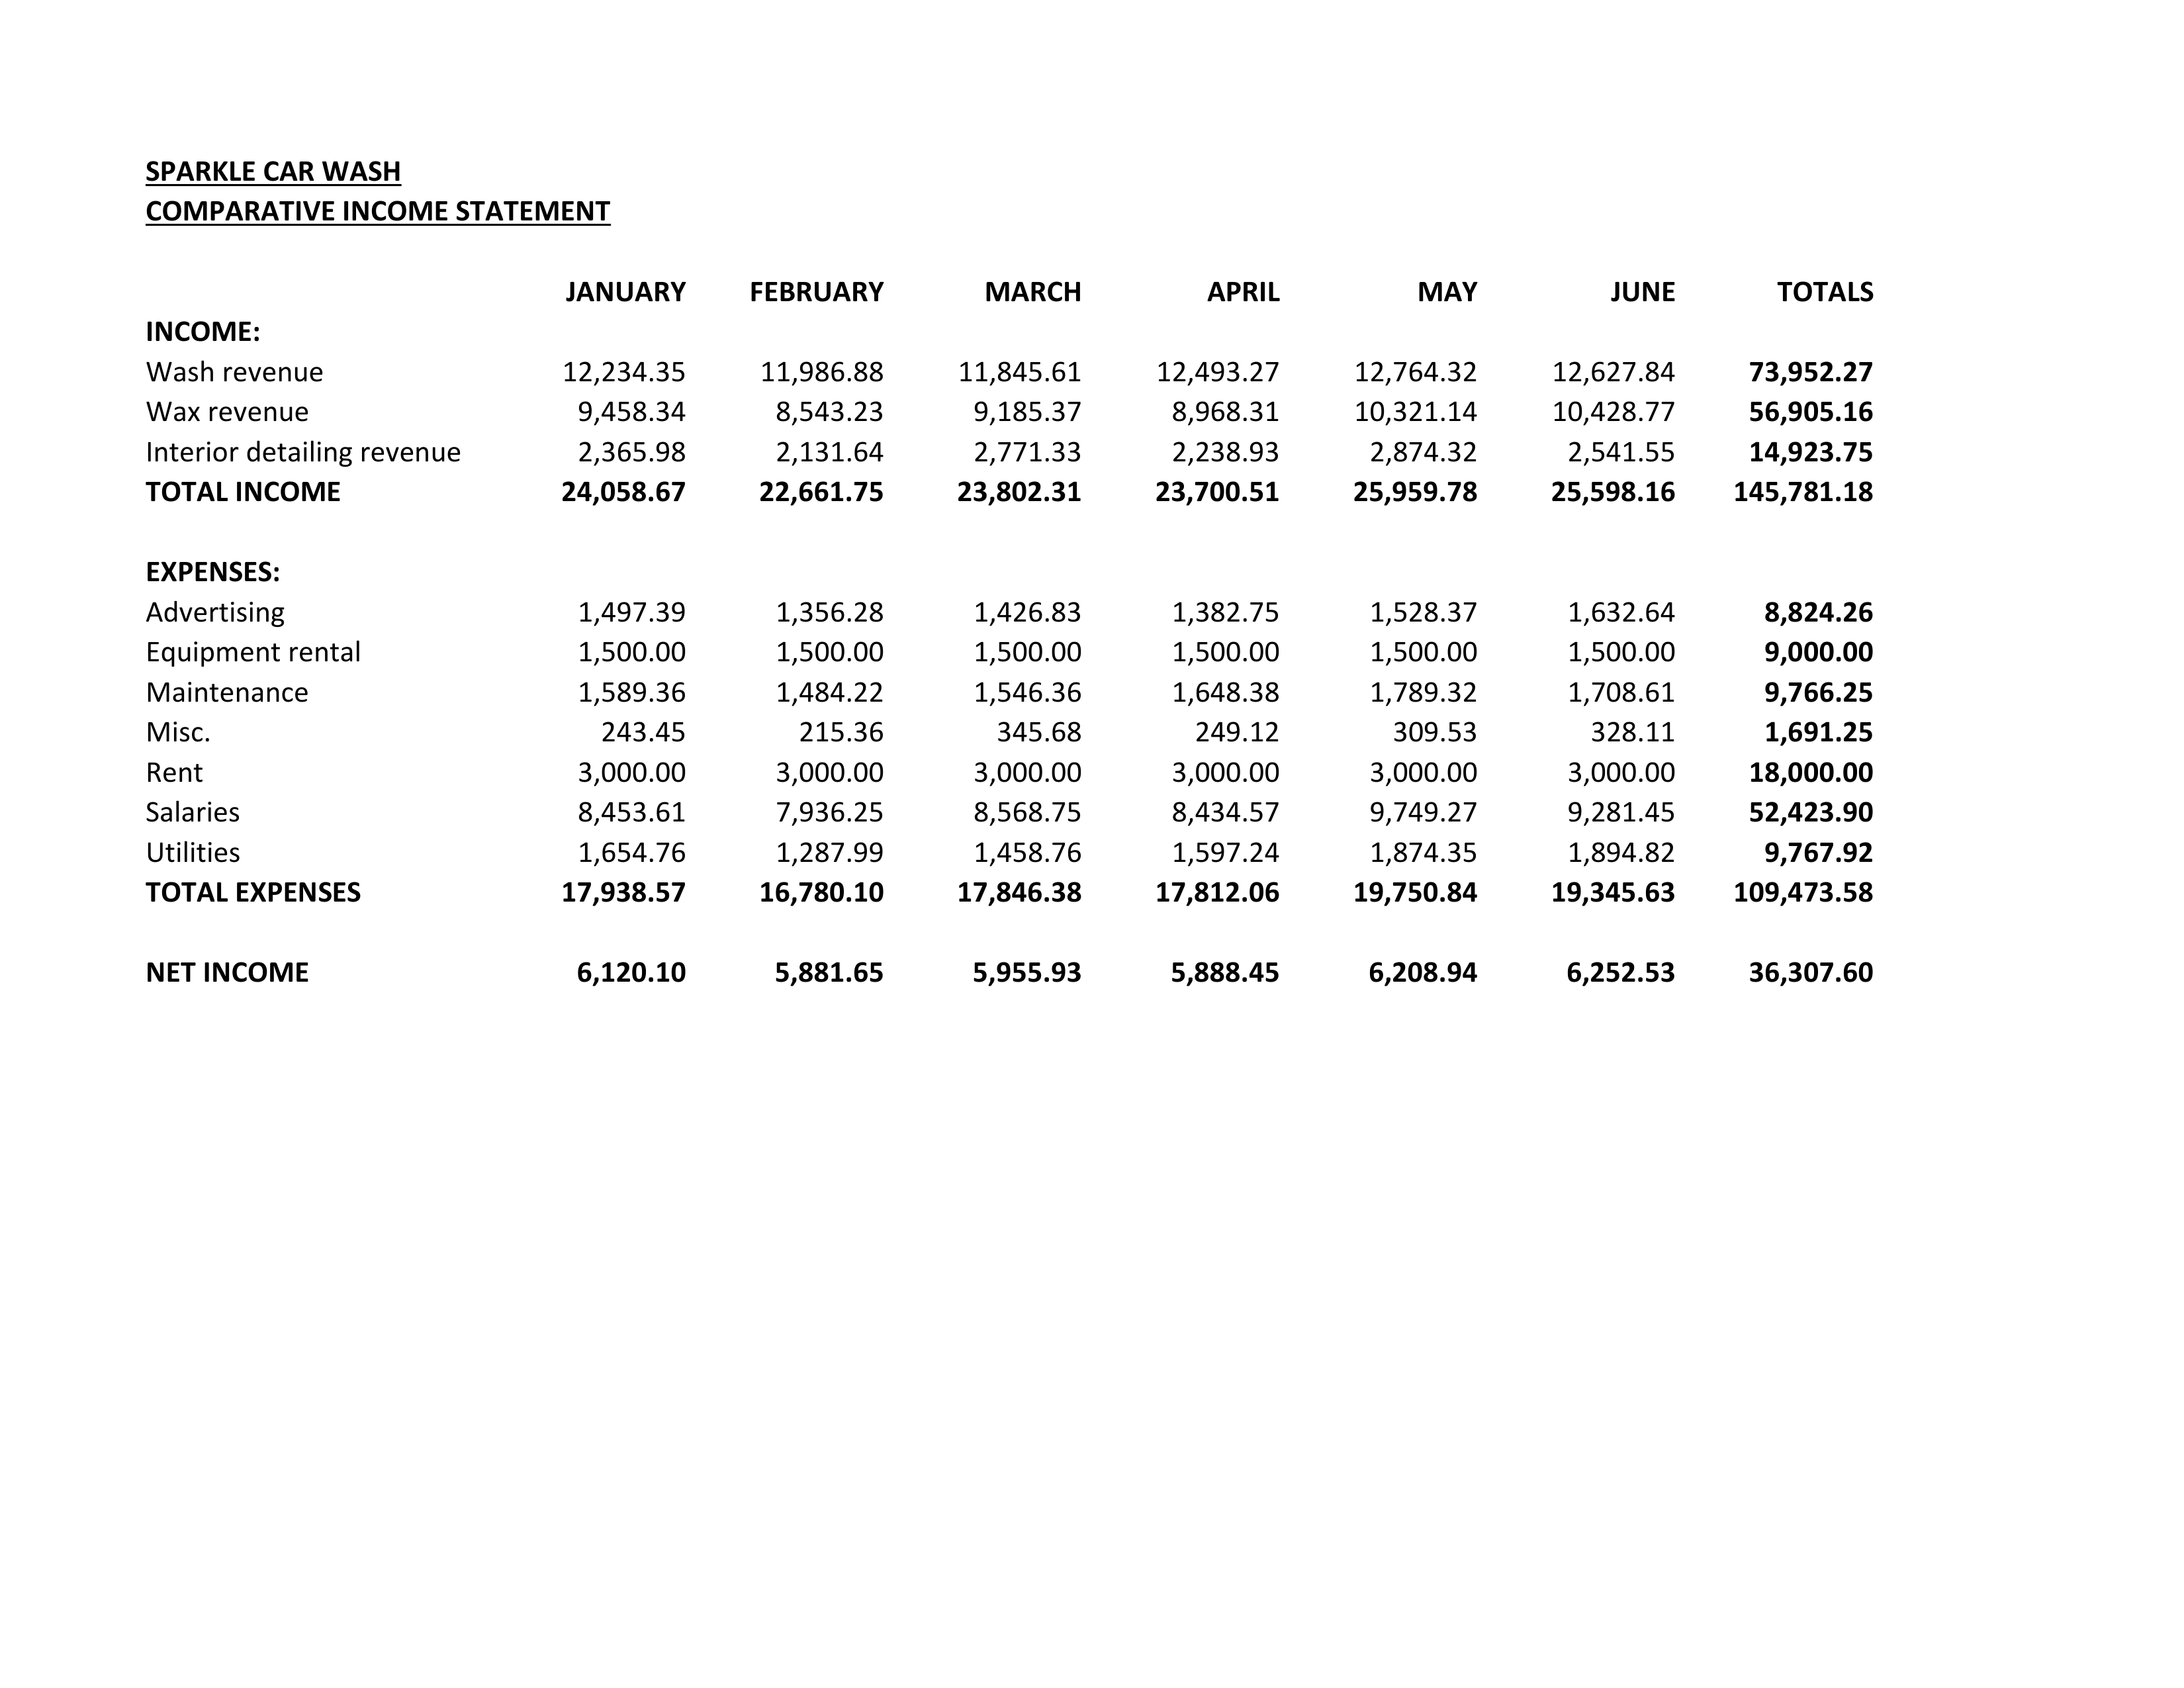 SPARKLE CAR WASH
COMPARATIVE INCOME STATEMENT
JANUARY FEBRUARY MARCH APRIL MAY JUNE TOTALS
INCOME:
Wash revenue 12,234.35 11,986.88 11,845.61 12,493.27 12,764.32 12,627.84 73,952.27
Wax revenue 9,458.34 8,543.23 9,185.37 8,968.31 10,321.14 10,428.77 56,905.16
Interior detailing revenue 2,365.98 2,131.64 2,771.33 2,238.93 2,874.32 2,541.55 14,923.75
TOTAL INCOME 24,058.67 22,661.75 23,802.31 23,700.51 25,959.78 25,598.16 145,781.18
EXPENSES:
Advertising 1,497.39 1,356.28 1,426.83 1,382.75 1,528.37 1,632.64 8,824.26
Equipment rental 1,500.00 1,500.00 1,500.00 1,500.00 1,500.00 1,500.00 9,000.00
Maintenance 1,589.36 1,484.22 1,546.36 1,648.38 1,789.32 1,708.61 9,766.25
Misc. 243.45 215.36 345.68 249.12 309.53 328.11 1,691.25
Rent 3,000.00 3,000.00 3,000.00 3,000.00 3,000.00 3,000.00 18,000.00
Salaries 8,453.61 7,936.25 8,568.75 8,434.57 9,749.27 9,281.45 52,423.90
Utilities 1,654.76 1,287.99 1,458.76 1,597.24 1,874.35 1,894.82 9,767.92
TOTAL EXPENSES 17,938.57 16,780.10 17,846.38 17,812.06 19,750.84 19,345.63 109,473.58
NET INCOME 6,120.10 5,881.65 5,955.93 5,888.45 6,208.94 6,252.53 36,307.60